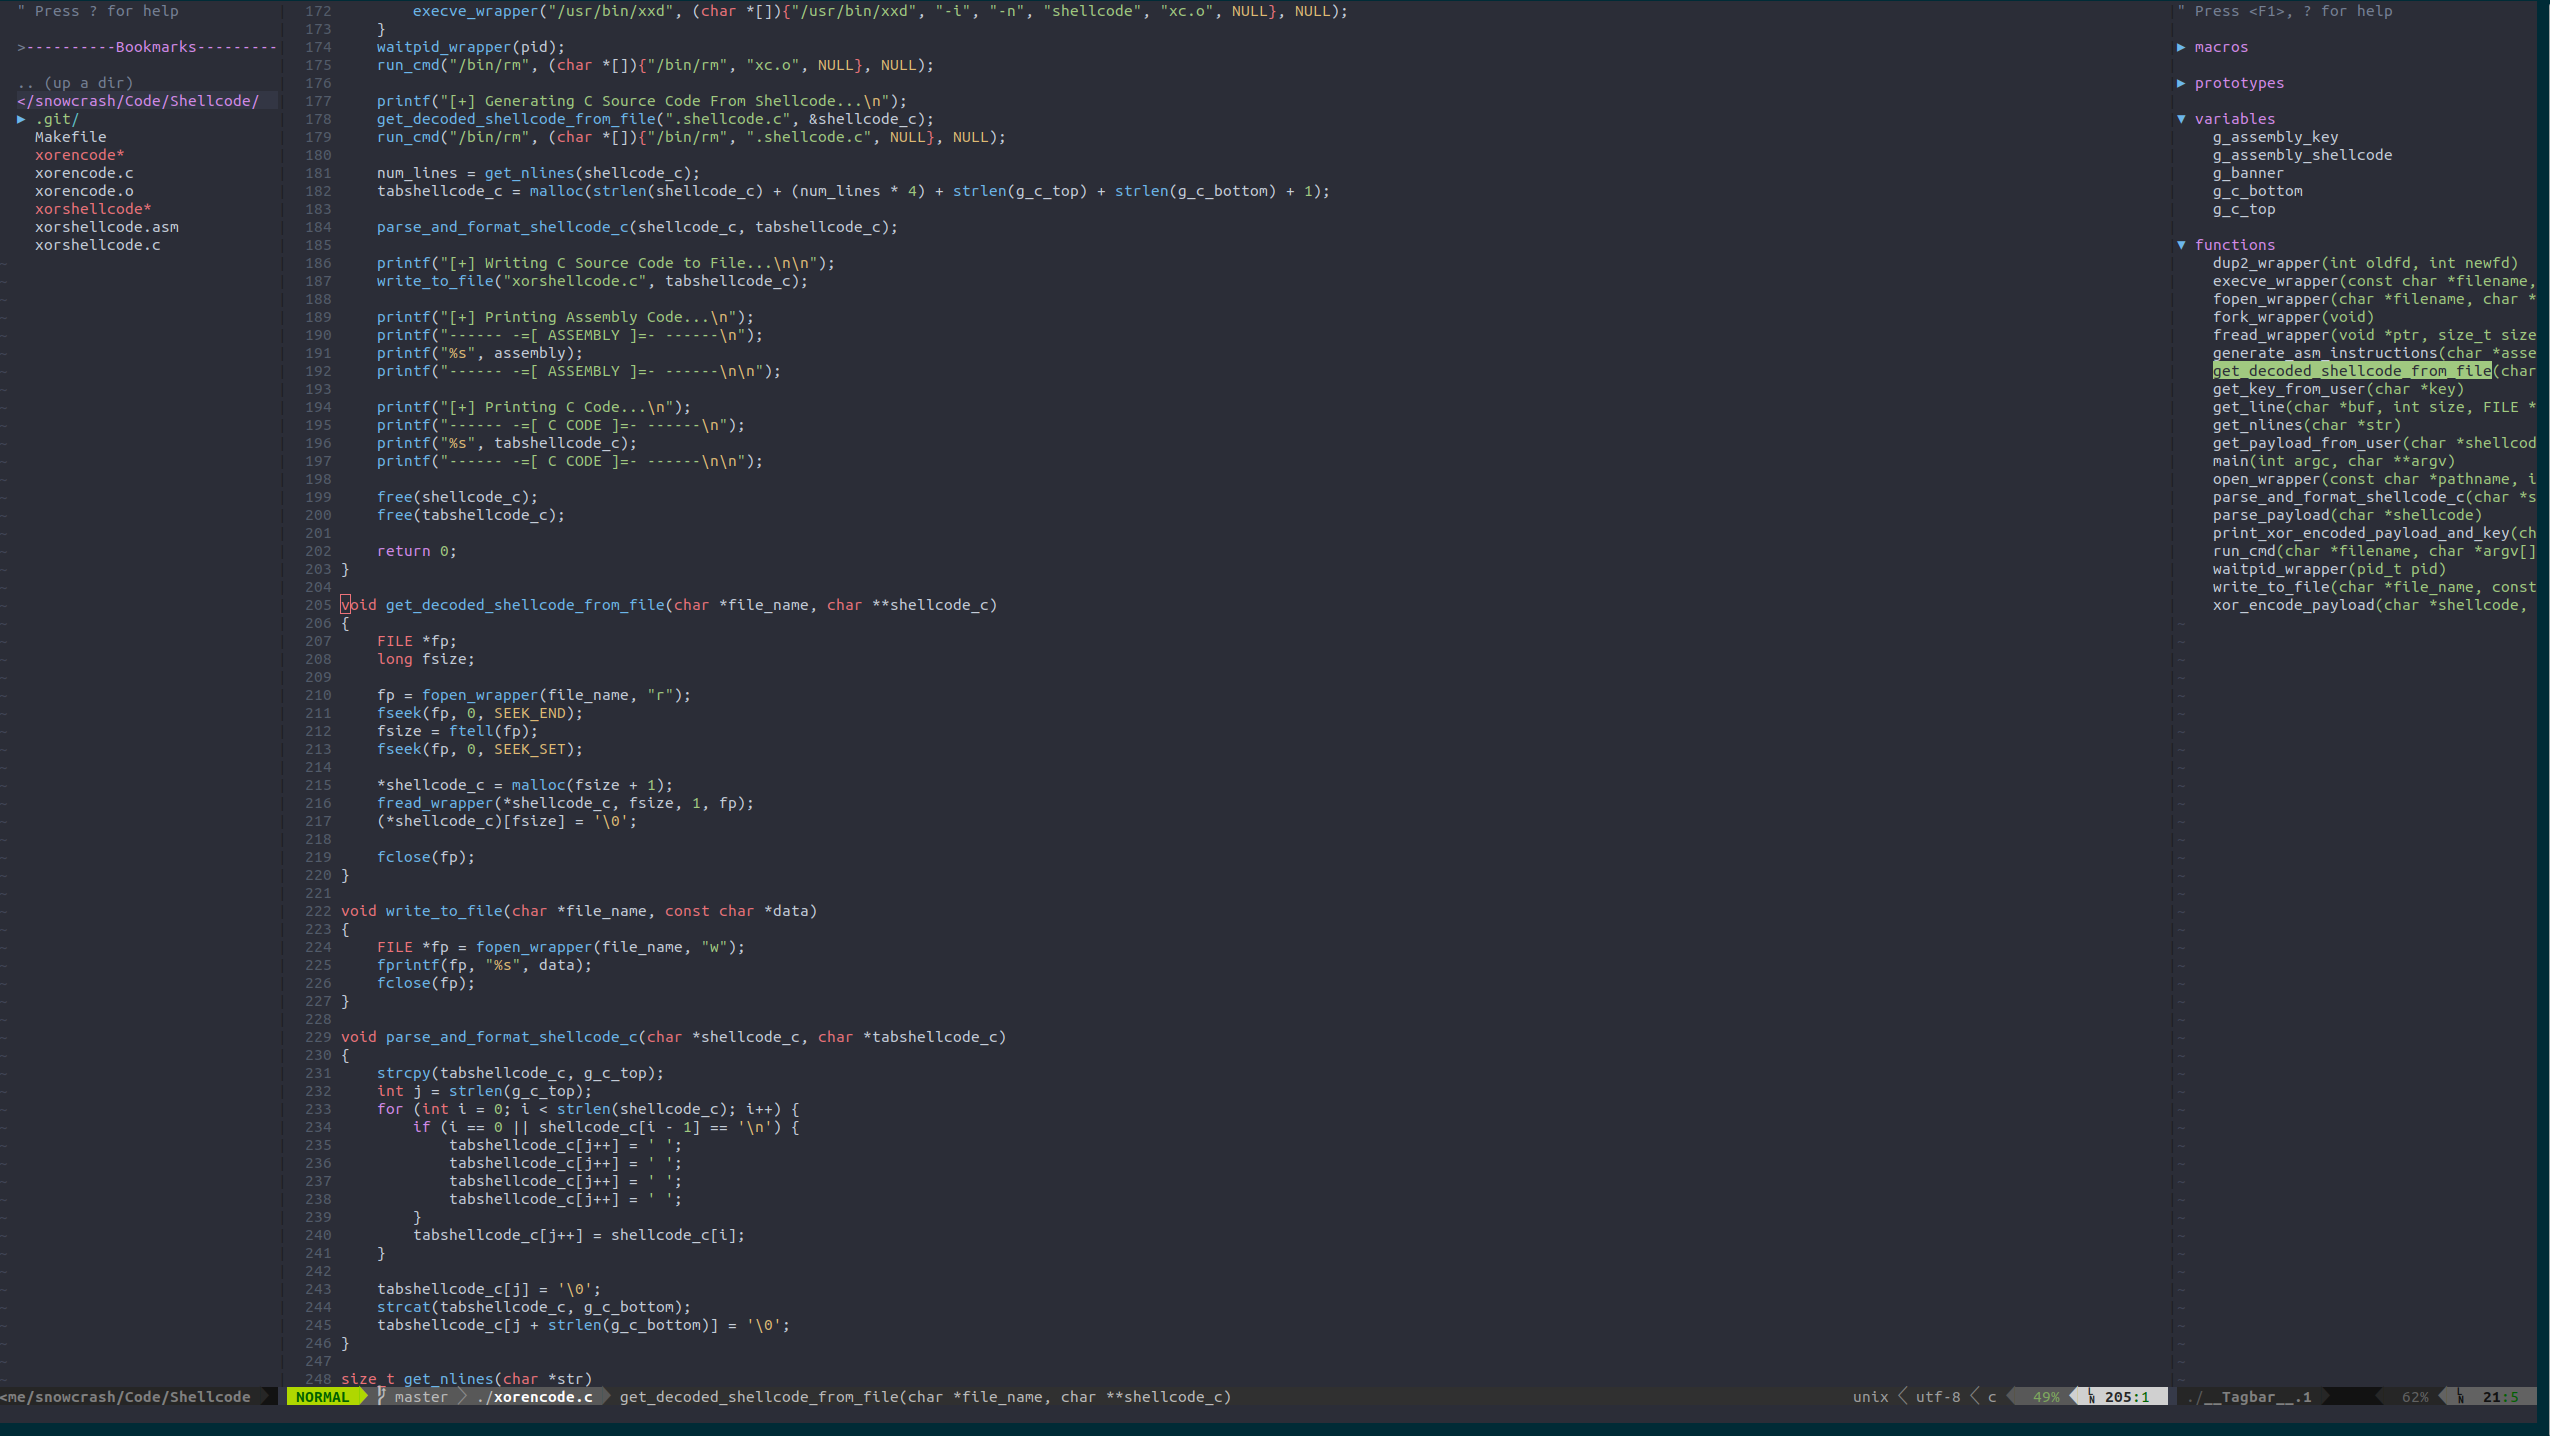 " Press ? for help
>----------Bookmarks---------
.. (up a dir)
</snowcrash/Code/Shellcode/
▶ .git/
Makefile
xorencode*
xorencode.c
xorencode.o
xorshellcode*
xorshellcode.asm
xorshellcode.c
<me/snowcrash/Code/Shellcode
172         execve_wrapper("/usr/bin/xxd", (char *[]){"/usr/bin/xxd", "-i", "-n", "shellcode", "xc.o", NULL}, NULL);
173     }
174     waitpid_wrapper(pid);
175     run_cmd("/bin/rm", (char *[]){"/bin/rm", "xc.o", NULL}, NULL);
176
177     printf("[+] Generating C Source Code From Shellcode...\n");
178     get_decoded_shellcode_from_file(".shellcode.c", &shellcode_c);
179     run_cmd("/bin/rm", (char *[]){"/bin/rm", ".shellcode.c", NULL}, NULL);
180
181     num_lines = get_nlines(shellcode_c);
182     tabshellcode_c = malloc(strlen(shellcode_c) + (num_lines * 4) + strlen(g_c_top) + strlen(g_c_bottom) + 1);
183
184     parse_and_format_shellcode_c(shellcode_c, tabshellcode_c);
185
186     printf("[+] Writing C Source Code to File...\n\n");
187     write_to_file("xorshellcode.c", tabshellcode_c);
188
189     printf("[+] Printing Assembly Code...\n");
190     printf("------ -=[ ASSEMBLY ]=- ------\n");
191     printf("%s", assembly);
192     printf("------ -=[ ASSEMBLY ]=- ------\n\n");
193
194     printf("[+] Printing C Code...\n");
195     printf("------ -=[ C CODE ]=- ------\n");
196     printf("%s", tabshellcode_c);
197     printf("------ -=[ C CODE ]=- ------\n\n");
198
199     free(shellcode_c);
200     free(tabshellcode_c);
201
202     return 0;
203 }
204
205 void get_decoded_shellcode_from_file(char *file_name, char **shellcode_c)
206 {
207     FILE *fp;
208     long fsize;
209
210     fp = fopen_wrapper(file_name, "r");
211     fseek(fp, 0, SEEK_END);
212     fsize = ftell(fp);
213     fseek(fp, 0, SEEK_SET);
214
215     *shellcode_c = malloc(fsize + 1);
216     fread_wrapper(*shellcode_c, fsize, 1, fp);
217     (*shellcode_c)[fsize] = '\0';
218
219     fclose(fp);
220 }
221
222 void write_to_file(char *file_name, const char *data)
223 {
224     FILE *fp = fopen_wrapper(file_name, "w");
225     fprintf(fp, "%s", data);
226     fclose(fp);
227 }
228
229 void parse_and_format_shellcode_c(char *shellcode_c, char *tabshellcode_c)
230 {
231     strcpy(tabshellcode_c, g_c_top);
232     int j = strlen(g_c_top);
233     for (int i = 0; i < strlen(shellcode_c); i++) {
234         if (i == 0 || shellcode_c[i - 1] == '\n') {
235             tabshellcode_c[j++] = ' ';
236             tabshellcode_c[j++] = ' ';
237             tabshellcode_c[j++] = ' ';
238             tabshellcode_c[j++] = ' ';
239         }
240         tabshellcode_c[j++] = shellcode_c[i];
241     }
242
243     tabshellcode_c[j] = '\0';
244     strcat(tabshellcode_c, g_c_bottom);
245     tabshellcode_c[j + strlen(g_c_bottom)] = '\0';
246 }
247
248 size_t get_nlines(char *str)
NORMAL master ./xorencode.c get_decoded_shellcode_from_file(char *file_name, char **shellcode_c) unix utf-8 c 49% LN 205:1
" Press <F1>, ? for help
▶ macros
▶ prototypes
▼ variables
g_assembly_key
g_assembly_shellcode
g_banner
g_c_bottom
g_c_top
▼ functions
dup2_wrapper(int oldfd, int newfd)
execve_wrapper(const char *filename,
fopen_wrapper(char *filename, char *
fork_wrapper(void)
fread_wrapper(void *ptr, size_t size
generate_asm_instructions(char *asse
get_decoded_shellcode_from_file(char
get_key_from_user(char *key)
get_line(char *buf, int size, FILE *
get_nlines(char *str)
get_payload_from_user(char *shellcod
main(int argc, char **argv)
open_wrapper(const char *pathname, i
parse_and_format_shellcode_c(char *s
parse_payload(char *shellcode)
print_xor_encoded_payload_and_key(ch
run_cmd(char *filename, char *argv[]
waitpid_wrapper(pid_t pid)
write_to_file(char *file_name, const
xor_encode_payload(char *shellcode,
./__Tagbar__.1 62% LN 21:5